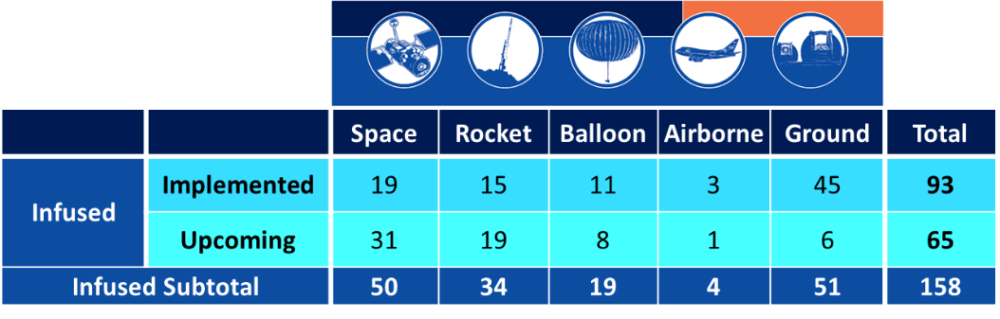 Space Rocket Balloon Airborne Ground Total
Infused
Implemented 19 15 11 3 45 93
Upcoming 31 19 8 1 6 65
Infused Subtotal 50 34 19 4 51 158